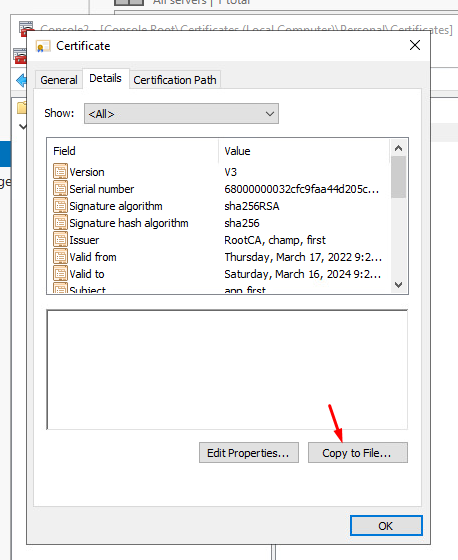 All servers | 1 total
Console2 - [Console Root\Certificates (Local Computer)\Personal\Certificates]
Certificate
General Details Certification Path
Show: <All>
Field Value
Version V3
Serial number 68000000032cfc9faa44d205c...
Signature algorithm sha256RSA
Signature hash algorithm sha256
Issuer RootCA, champ, first
Valid from Thursday, March 17, 2022 9:2...
Valid to Saturday, March 16, 2024 9:2...
Subject app.first
Edit Properties... Copy to File...
OK